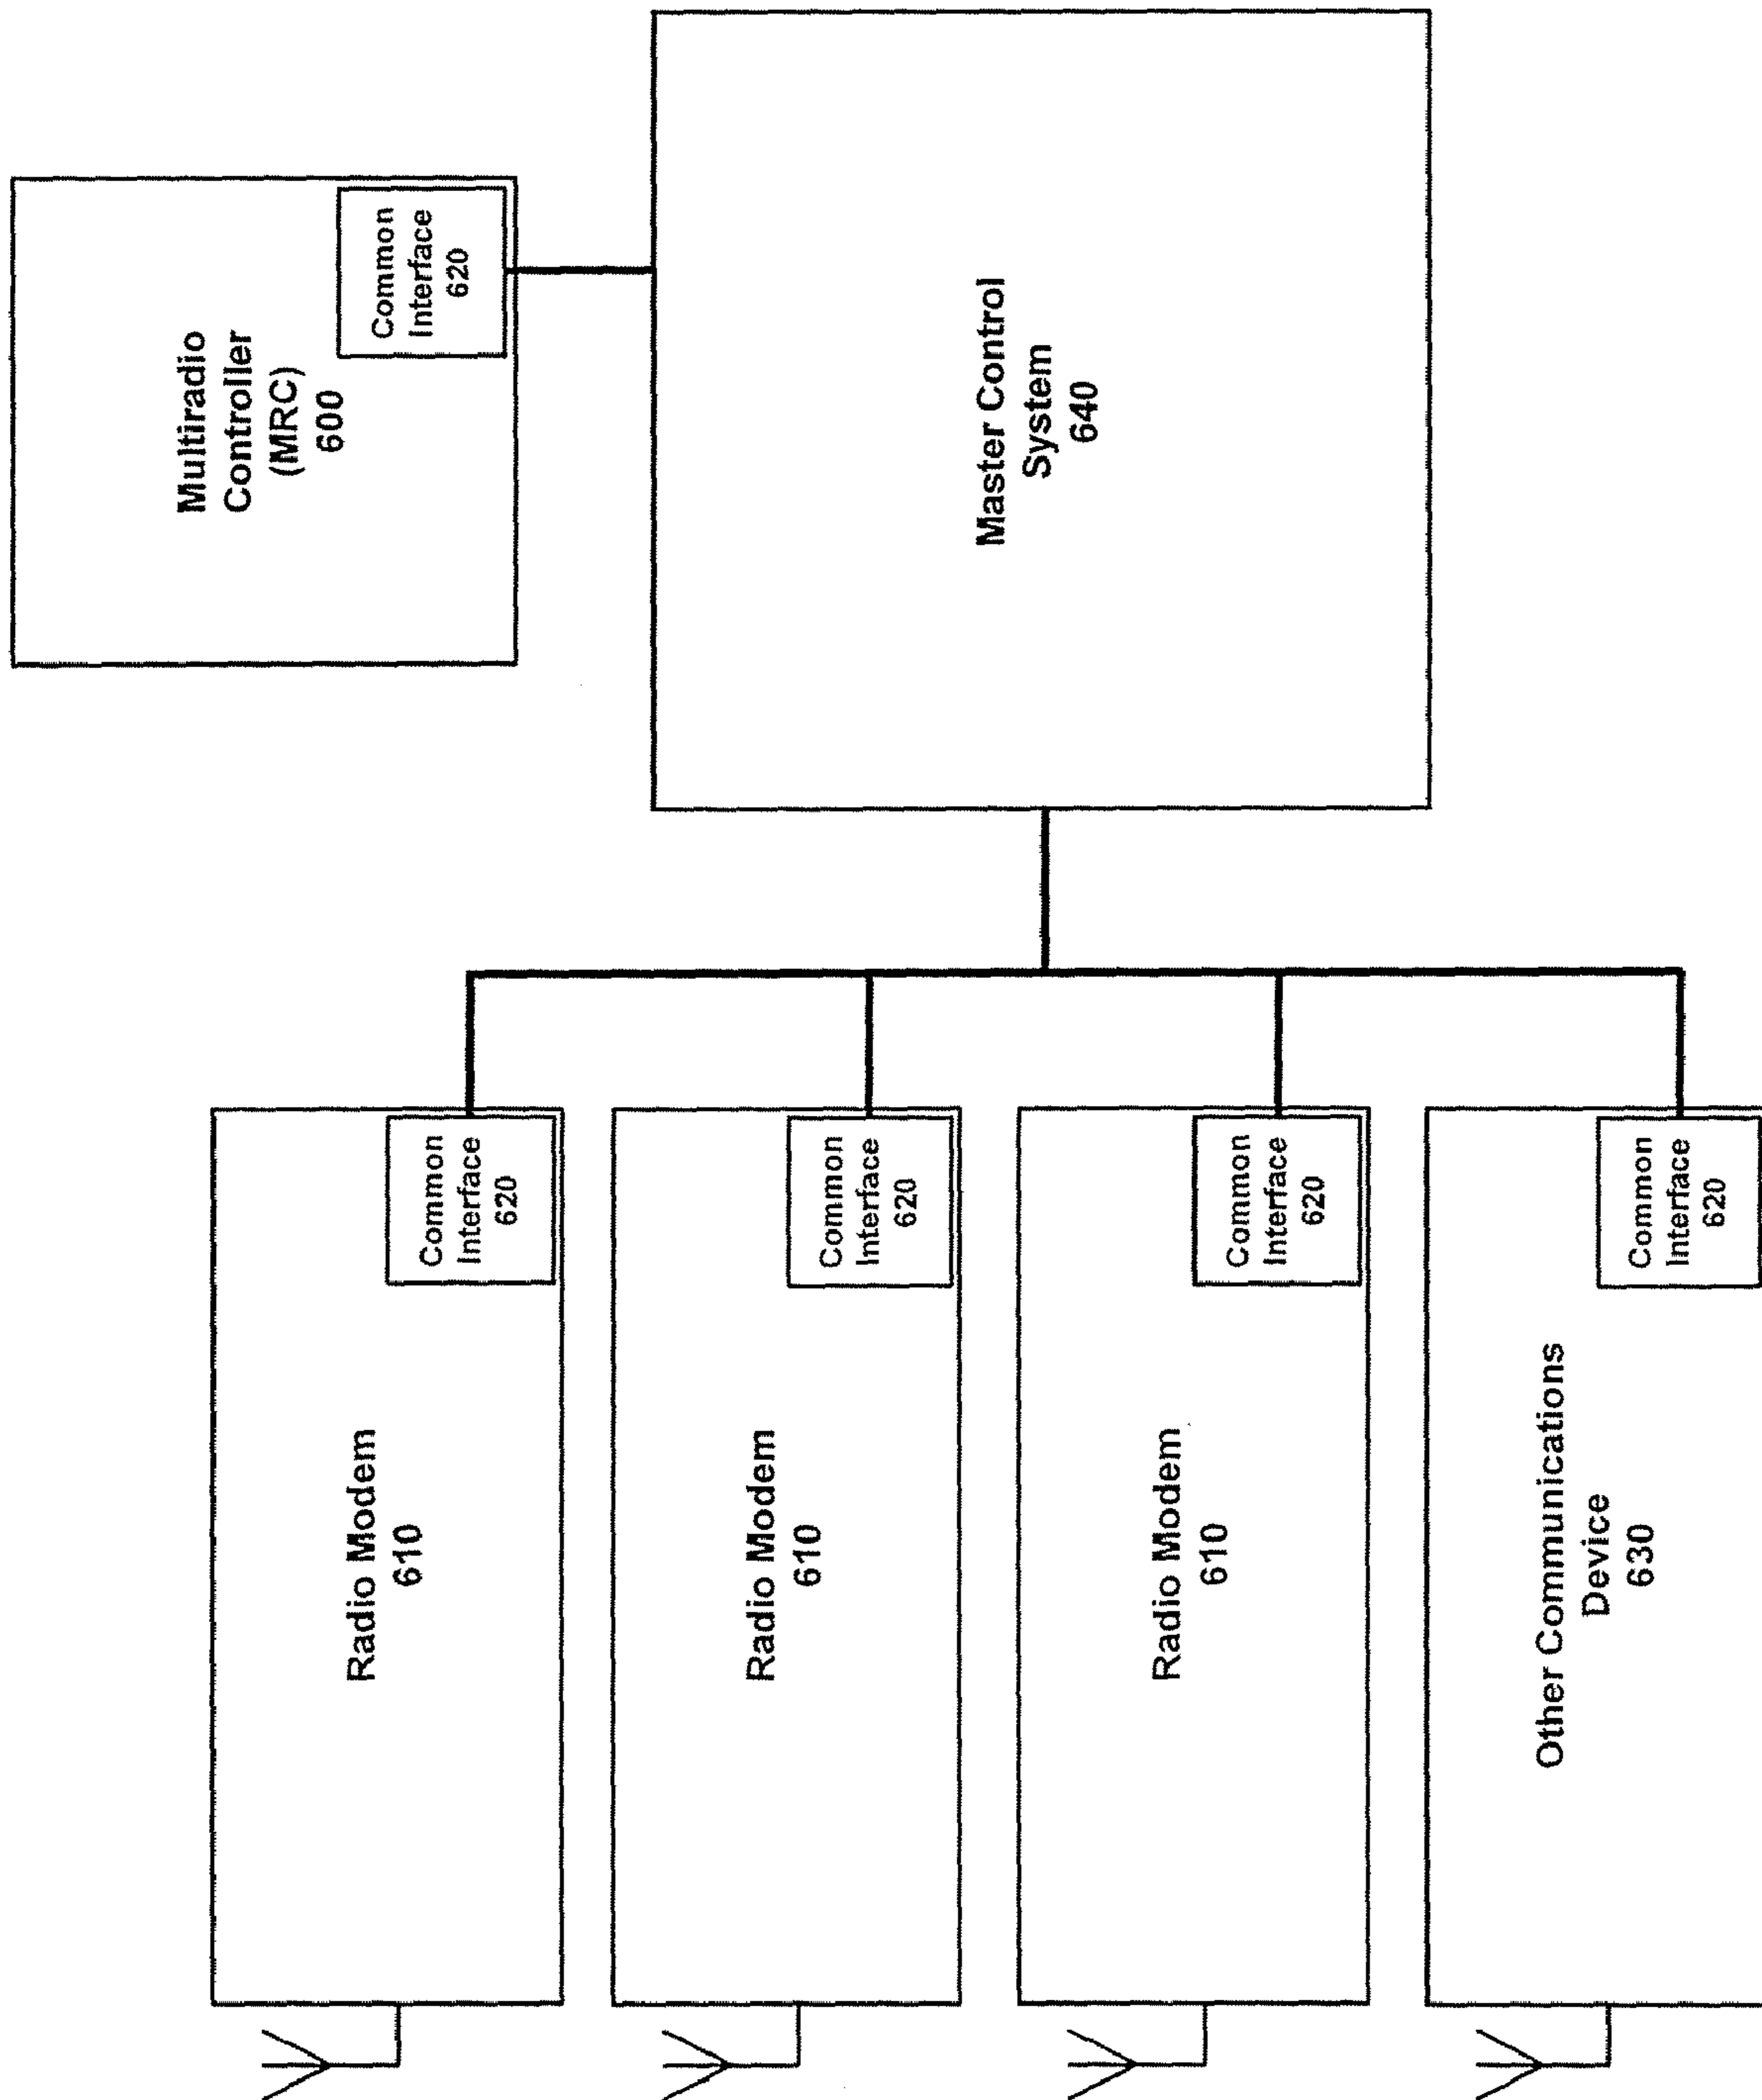 Multiradio
Controller
(MRC)
600
Common
Interface
620
Master Control
System
640
Radio Modem
610
Common
Interface
620
Radio Modem
610
Common
Interface
620
Radio Modem
610
Common
Interface
620
Other Communications
Device
630
Common
Interface
620